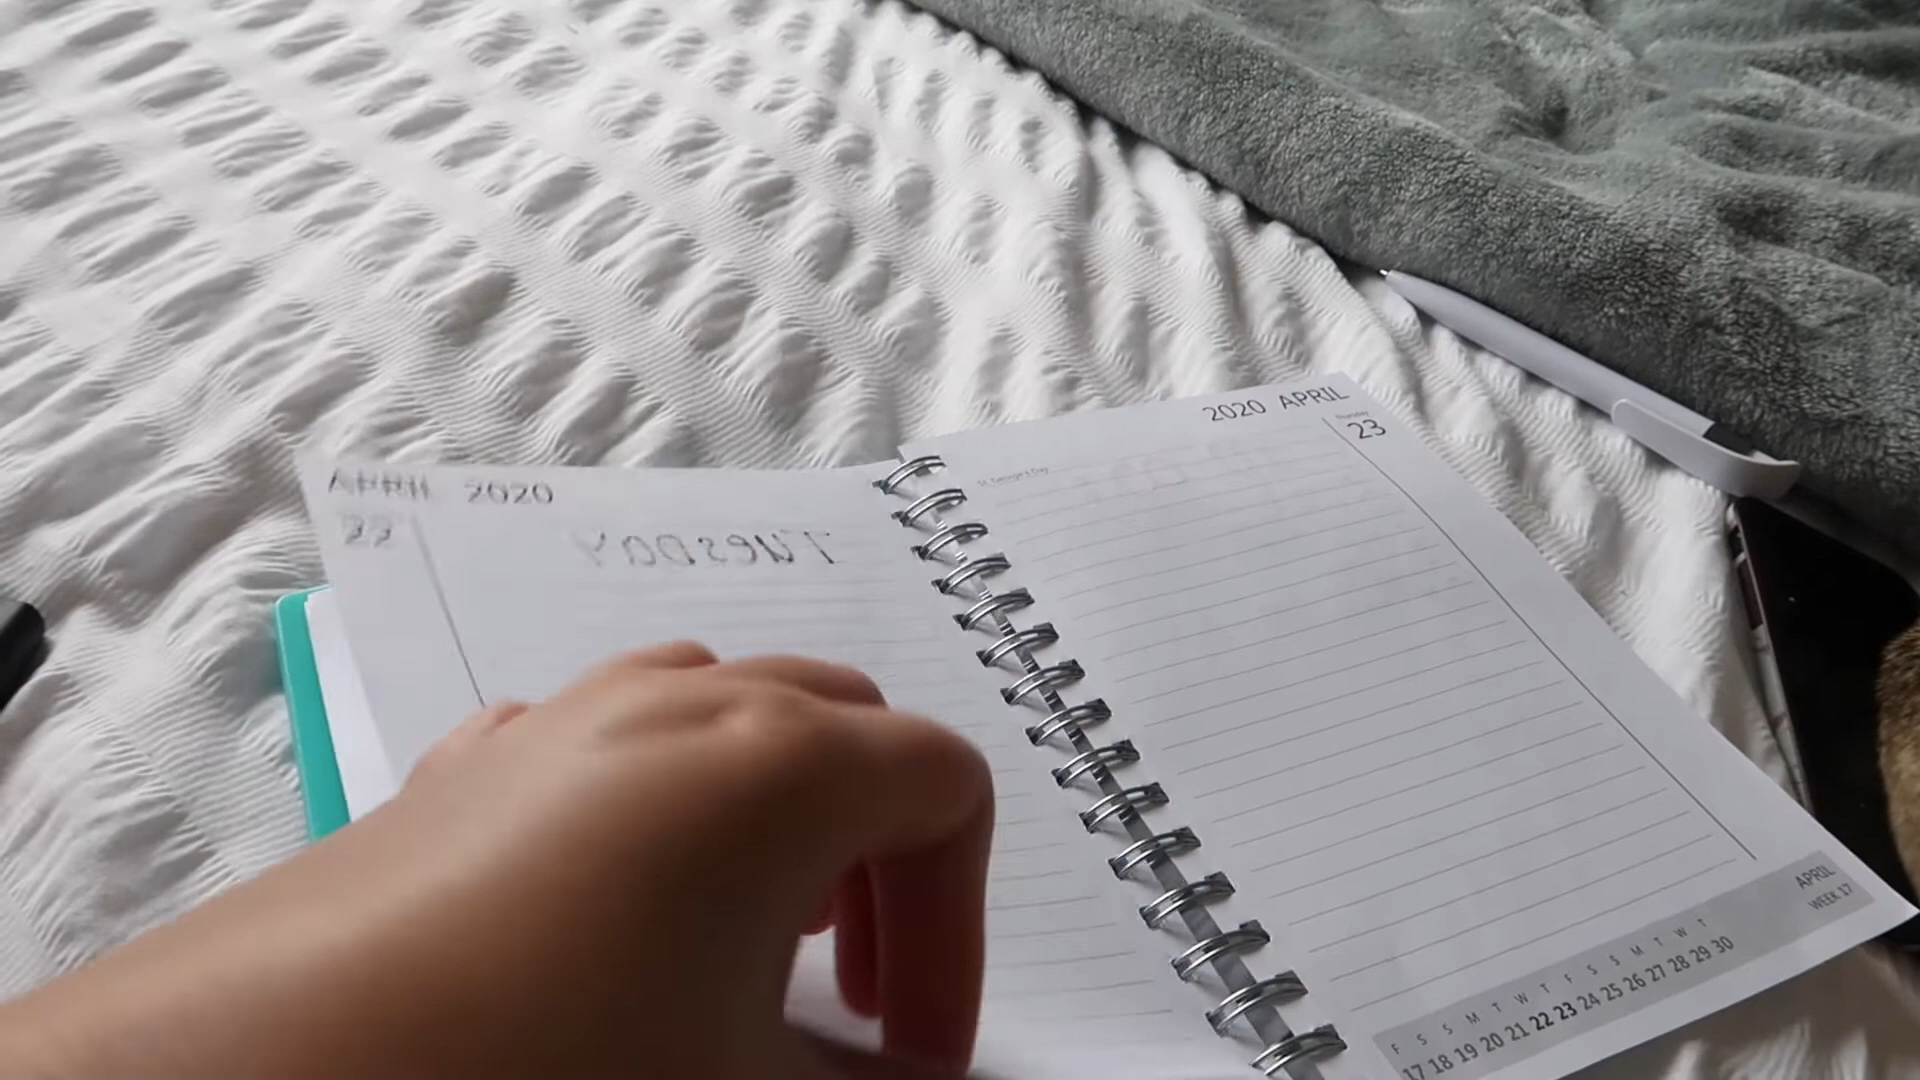 APRIL 2020
22
TUESDAY
2020 APRIL
Thursday
23
St. George's Day
APRIL
WEEK 17
F S S M T W T F S S M T W T
17 18 19 20 21 22 23 24 25 26 27 28 29 30